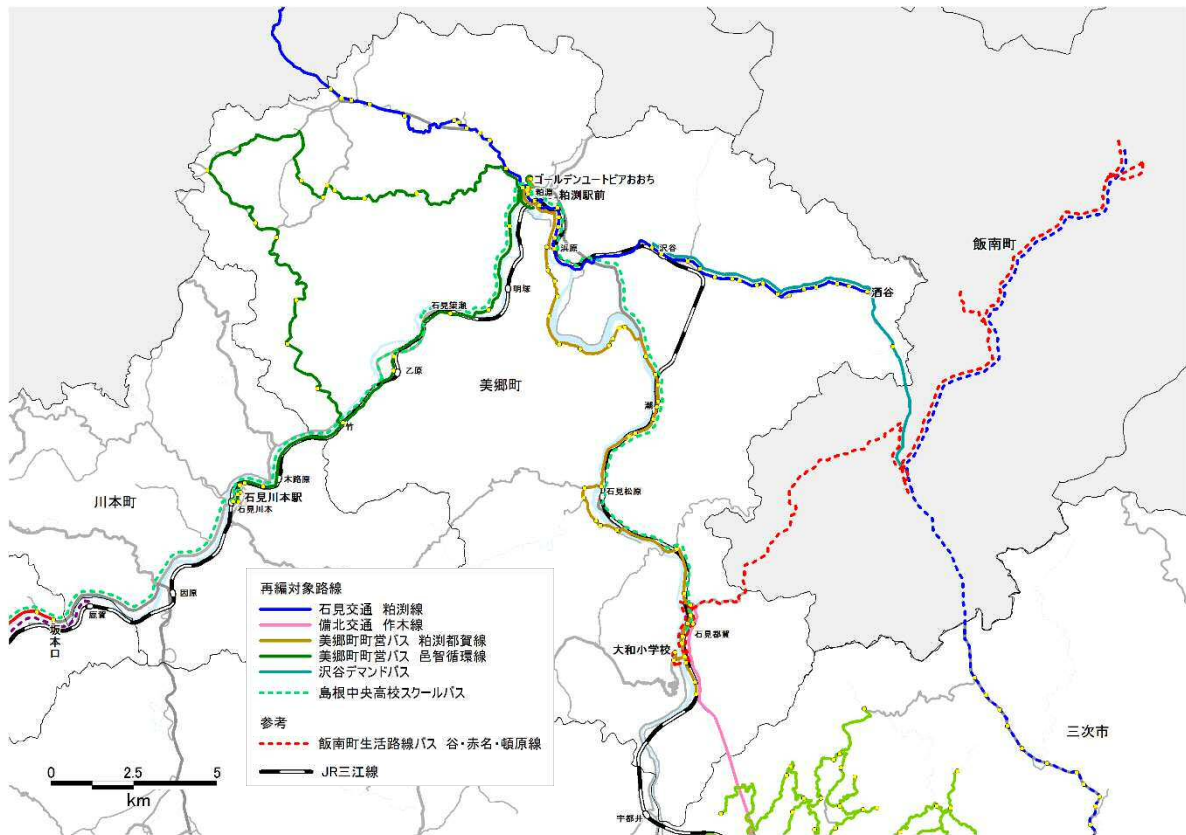 ゴールデンユートピアおおち
粕淵
粕淵駅前
浜原
沢谷
酒谷
飯南町
明塚
石見簗瀬
乙原
美郷町
潮
竹
木路原
石見川本駅
石見川本
川本町
石見松原
因原
鹿賀
坂本口
石見都賀
大和小学校
三次市
宇都井
再編対象路線
石見交通 粕渕線
備北交通 作木線
美郷町町営バス 粕渕都賀線
美郷町町営バス 邑智循環線
沢谷デマンドバス
島根中央高校スクールバス
参考
飯南町生活路線バス 谷・赤名・頓原線
JR三江線
0 2.5 5
km